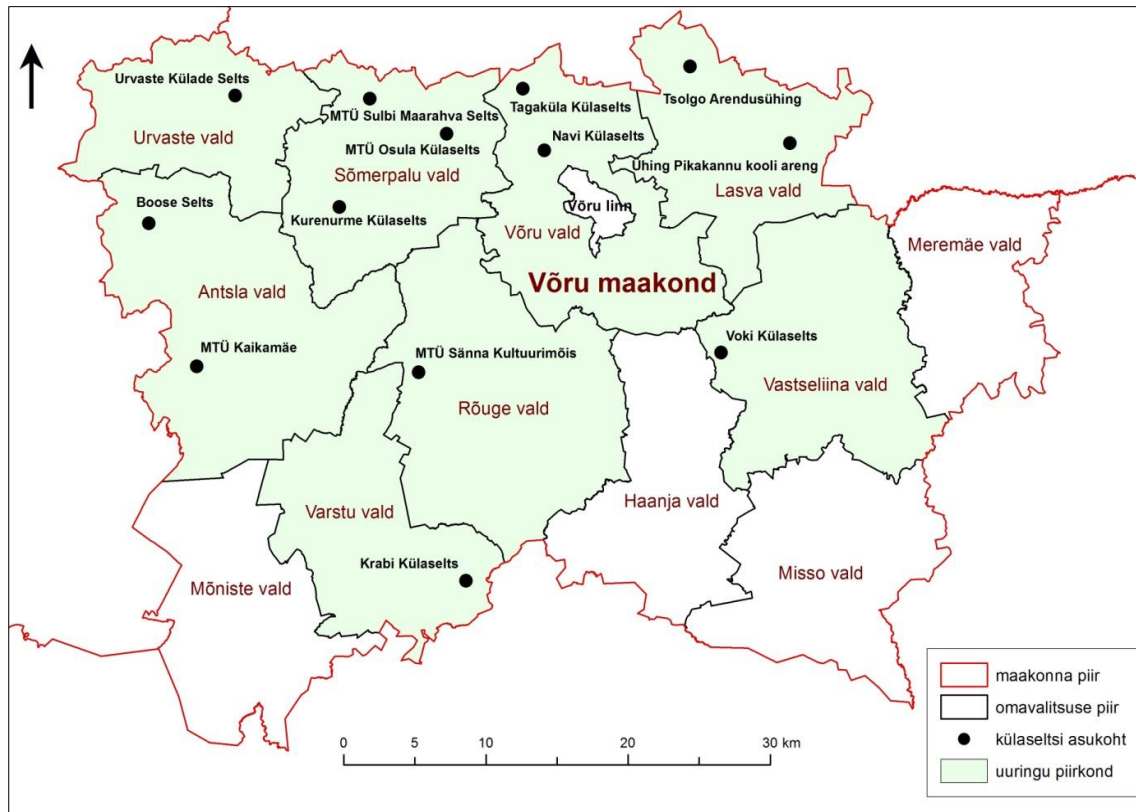 Urvaste Külade Selts
Urvaste vald
MTÜ Sulbi Maarahva Selts
MTÜ Osula Külaselts
Sõmerpalu vald
Kurenurme Külaselts
Tagaküla Külaselts
Navi Külaselts
Võru linn
Võru vald
Võru maakond
Tsolgo Arendusühing
Ühing Pikakannu kooli areng
Lasva vald
Meremäe vald
Boose Selts
Antsla vald
MTÜ Kaikamäe
MTÜ Sänna Kultuurimõis
Rõuge vald
Voki Külaselts
Vastseliina vald
Varstu vald
Krabi Külaselts
Mõniste vald
Haanja vald
Misso vald
maakonna piir
omavalitsuse piir
külaseltsi asukoht
uuringu piirkond
0 5 10 20 30 km